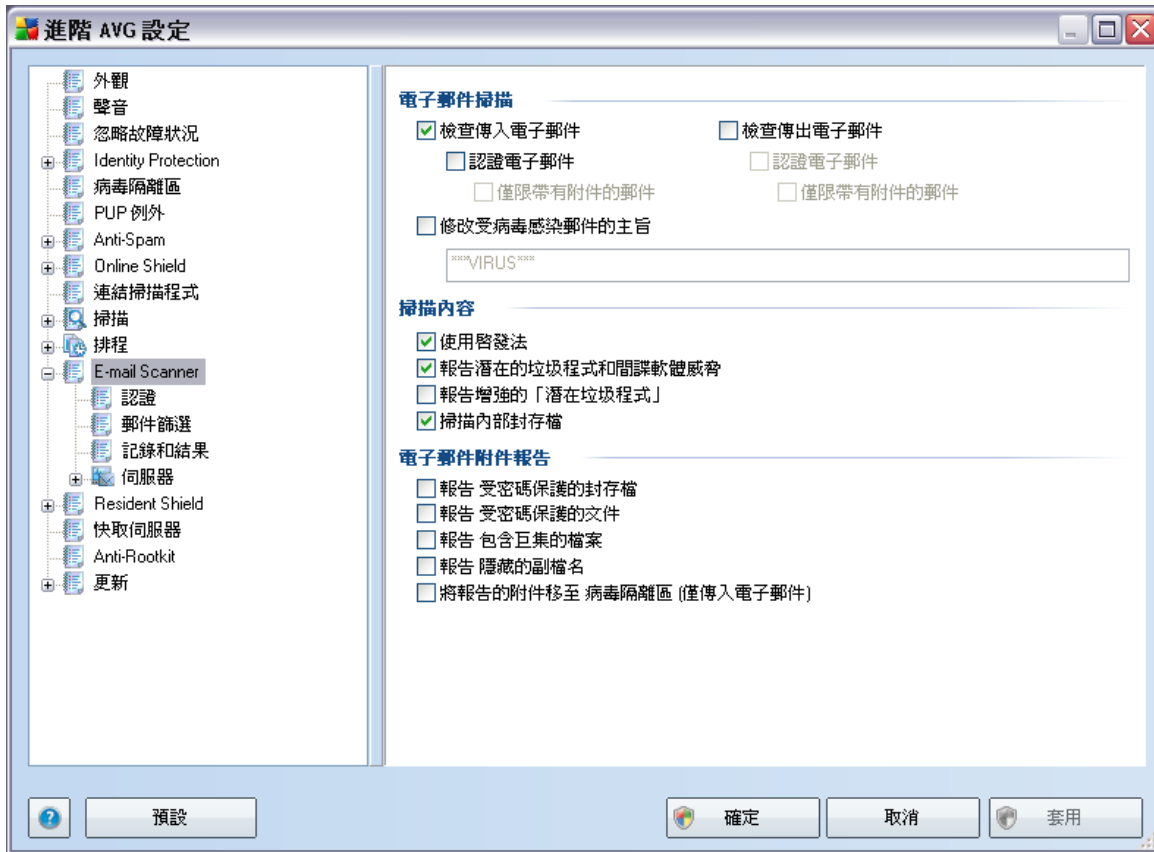 進階 AVG 設定
外觀
聲音
忽略故障狀況
Identity Protection
病毒隔離區
PUP 例外
Anti-Spam
Online Shield
連結掃描程式
掃描
排程
E-mail Scanner
認證
郵件篩選
記錄和結果
伺服器
Resident Shield
快取伺服器
Anti-Rootkit
更新
電子郵件掃描
檢查傳入電子郵件 檢查傳出電子郵件
認證電子郵件 認證電子郵件
僅限帶有附件的郵件 僅限帶有附件的郵件
修改受病毒感染郵件的主旨
***VIRUS***
掃描內容
使用啓發法
報告潛在的垃圾程式和間諜軟體威脅
報告增強的「潛在垃圾程式」
掃描內部封存檔
電子郵件附件報告
報告 受密碼保護的封存檔
報告 受密碼保護的文件
報告 包含巨集的檔案
報告 隱藏的副檔名
將報告的附件移至 病毒隔離區 (僅傳入電子郵件)
預設 確定 取消 套用